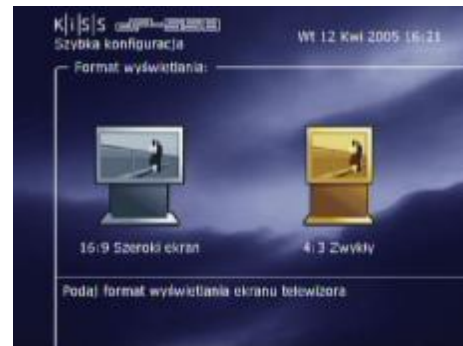 K|i|S|S
Szybka konfiguracja
Wt 12 Kwi 2005 16:21
Format wyświetlania:
16:9 Szeroki ekran
4:3 Zwykły
Podaj format wyświetlania ekranu telewizora